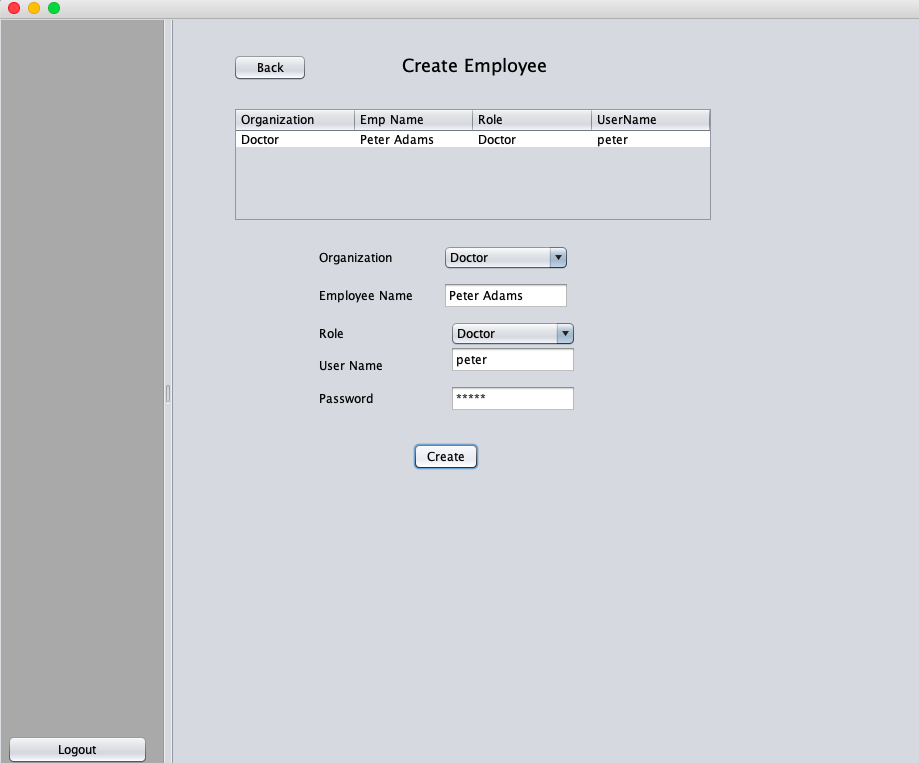 Back
Create Employee
Organization Emp Name Role UserName
Doctor Peter Adams Doctor peter
Organization Doctor
Employee Name Peter Adams
Role Doctor
User Name peter
Password *****
Create
Logout